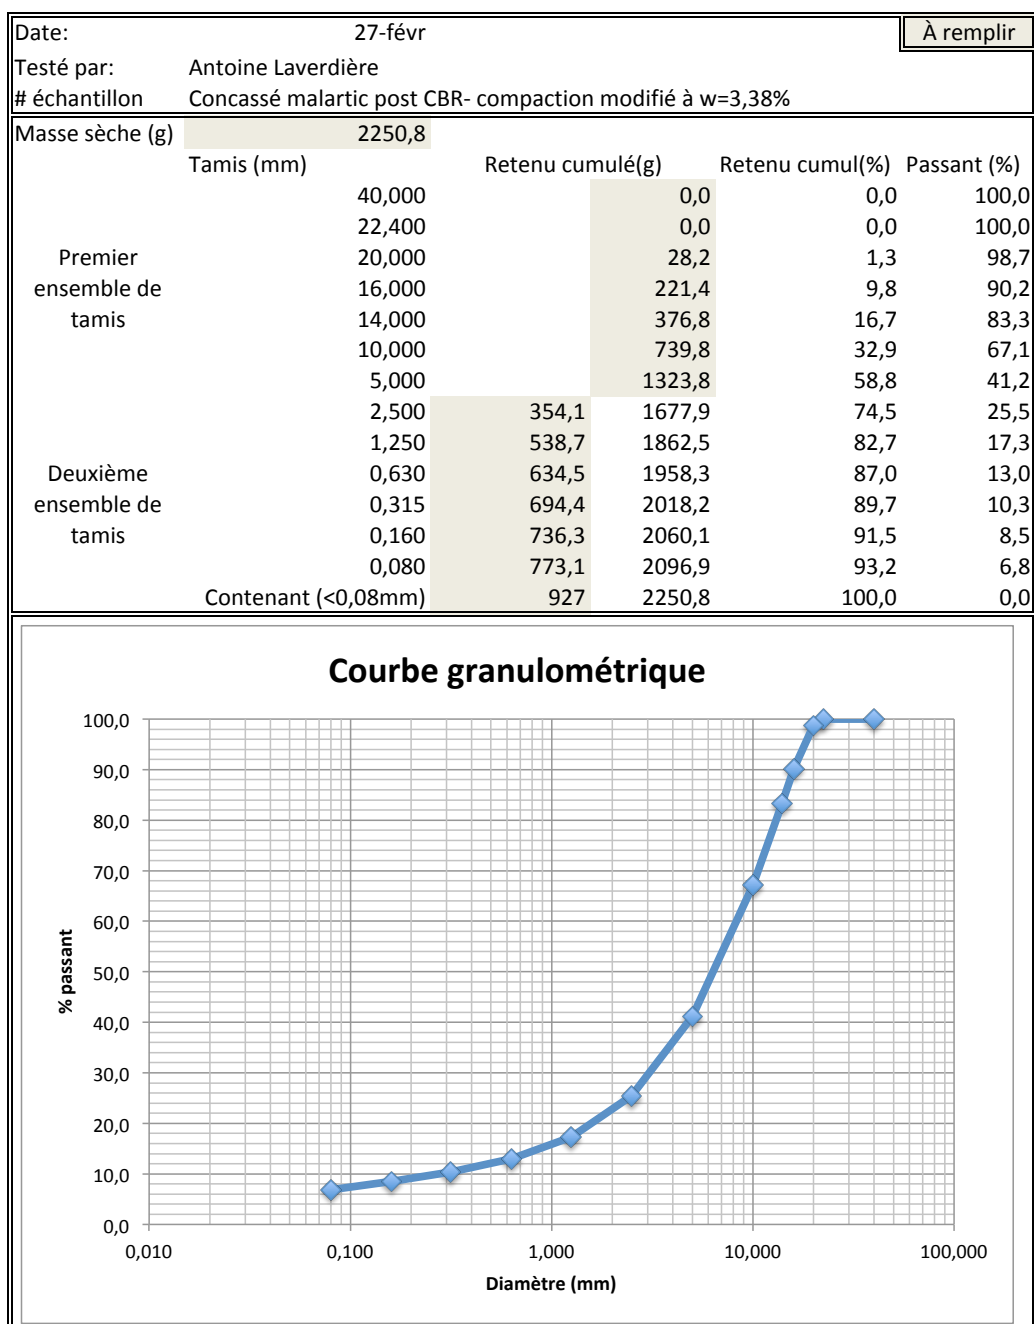 Date: 27-févr À remplir
Testé par: Antoine Laverdière
# échantillon Concassé malartic post CBR- compaction modifié à w=3,38%
Masse sèche (g) 2250,8
Tamis (mm) Retenu cumulé(g) Retenu cumul(%) Passant (%)
40,000 0,0 0,0 100,0
22,400 0,0 0,0 100,0
Premier 20,000 28,2 1,3 98,7
ensemble de 16,000 221,4 9,8 90,2
tamis 14,000 376,8 16,7 83,3
10,000 739,8 32,9 67,1
5,000 1323,8 58,8 41,2
2,500 354,1 1677,9 74,5 25,5
1,250 538,7 1862,5 82,7 17,3
Deuxième 0,630 634,5 1958,3 87,0 13,0
ensemble de 0,315 694,4 2018,2 89,7 10,3
tamis 0,160 736,3 2060,1 91,5 8,5
0,080 773,1 2096,9 93,2 6,8
Contenant (<0,08mm) 927 2250,8 100,0 0,0
Courbe granulométrique
100,0
90,0
80,0
70,0
60,0
50,0
40,0
30,0
20,0
10,0
0,0
% passant
0,010 0,100 1,000 10,000 100,000
Diamètre (mm)